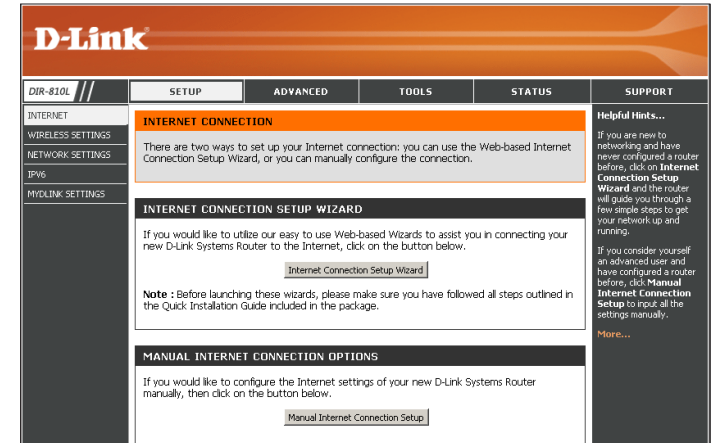 D-Link
DIR-810L
SETUP
ADVANCED
TOOLS
STATUS
SUPPORT
INTERNET
WIRELESS SETTINGS
NETWORK SETTINGS
IPV6
MYDLINK SETTINGS
INTERNET CONNECTION
There are two ways to set up your Internet connection: you can use the Web-based Internet
Connection Setup Wizard, or you can manually configure the connection.
INTERNET CONNECTION SETUP WIZARD
If you would like to utilize our easy to use Web-based Wizards to assist you in connecting your
new D-Link Systems Router to the Internet, click on the button below.
Internet Connection Setup Wizard
Note : Before launching these wizards, please make sure you have followed all steps outlined in
the Quick Installation Guide included in the package.
MANUAL INTERNET CONNECTION OPTIONS
If you would like to configure the Internet settings of your new D-Link Systems Router
manually, then click on the button below.
Manual Internet Connection Setup
Helpful Hints...
If you are new to
networking and have
never configured a router
before, click on Internet
Connection Setup
Wizard and the router
will guide you through a
few simple steps to get
your network up and
running.
If you consider yourself
an advanced user and
have configured a router
before, click Manual
Internet Connection
Setup to input all the
settings manually.
More...